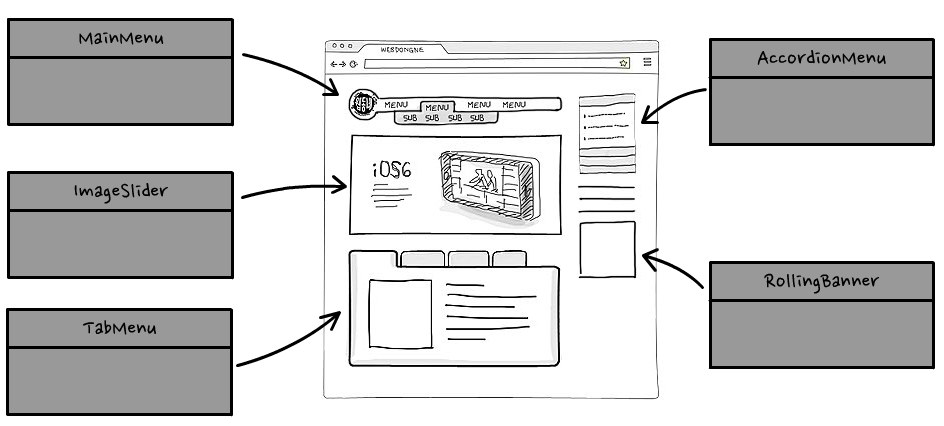 MainMenu
ImageSlider
TabMenu
WEBDONGNE
MENU MENU MENU MENU
SUB SUB SUB SUB
iOS6
AccordionMenu
RollingBanner